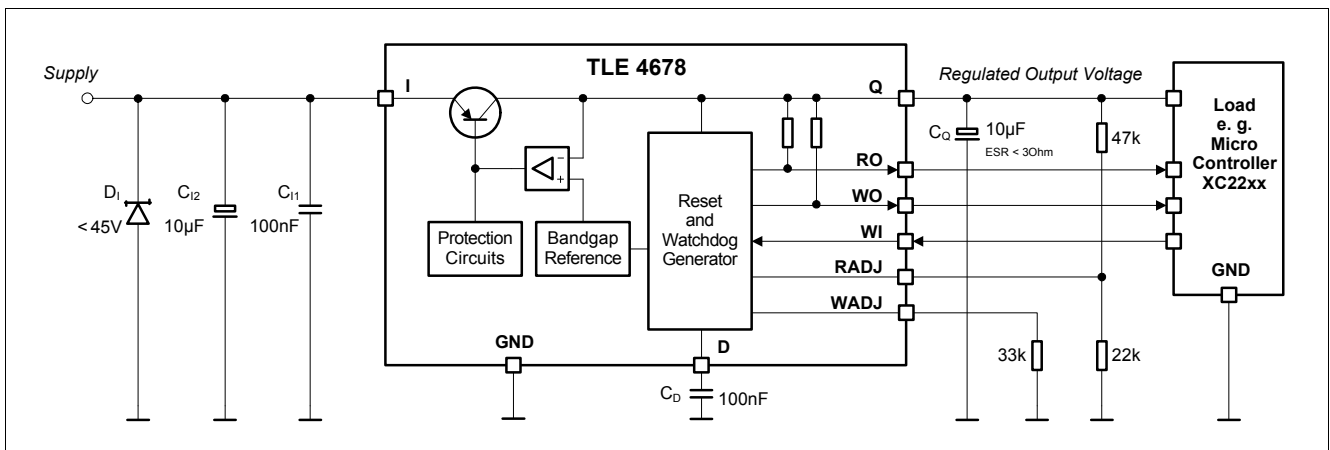 TLE 4678
Supply
I
Q
Regulated Output Voltage
D_I
< 45V
C_I2
10µF
C_I1
100nF
Protection
Circuits
Bandgap
Reference
Reset
and
Watchdog
Generator
RO
WO
WI
RADJ
WADJ
GND
D
C_D
100nF
C_Q
10µF
ESR < 3Ohm
47k
33k
22k
Load
e. g.
Micro
Controller
XC22xx
GND